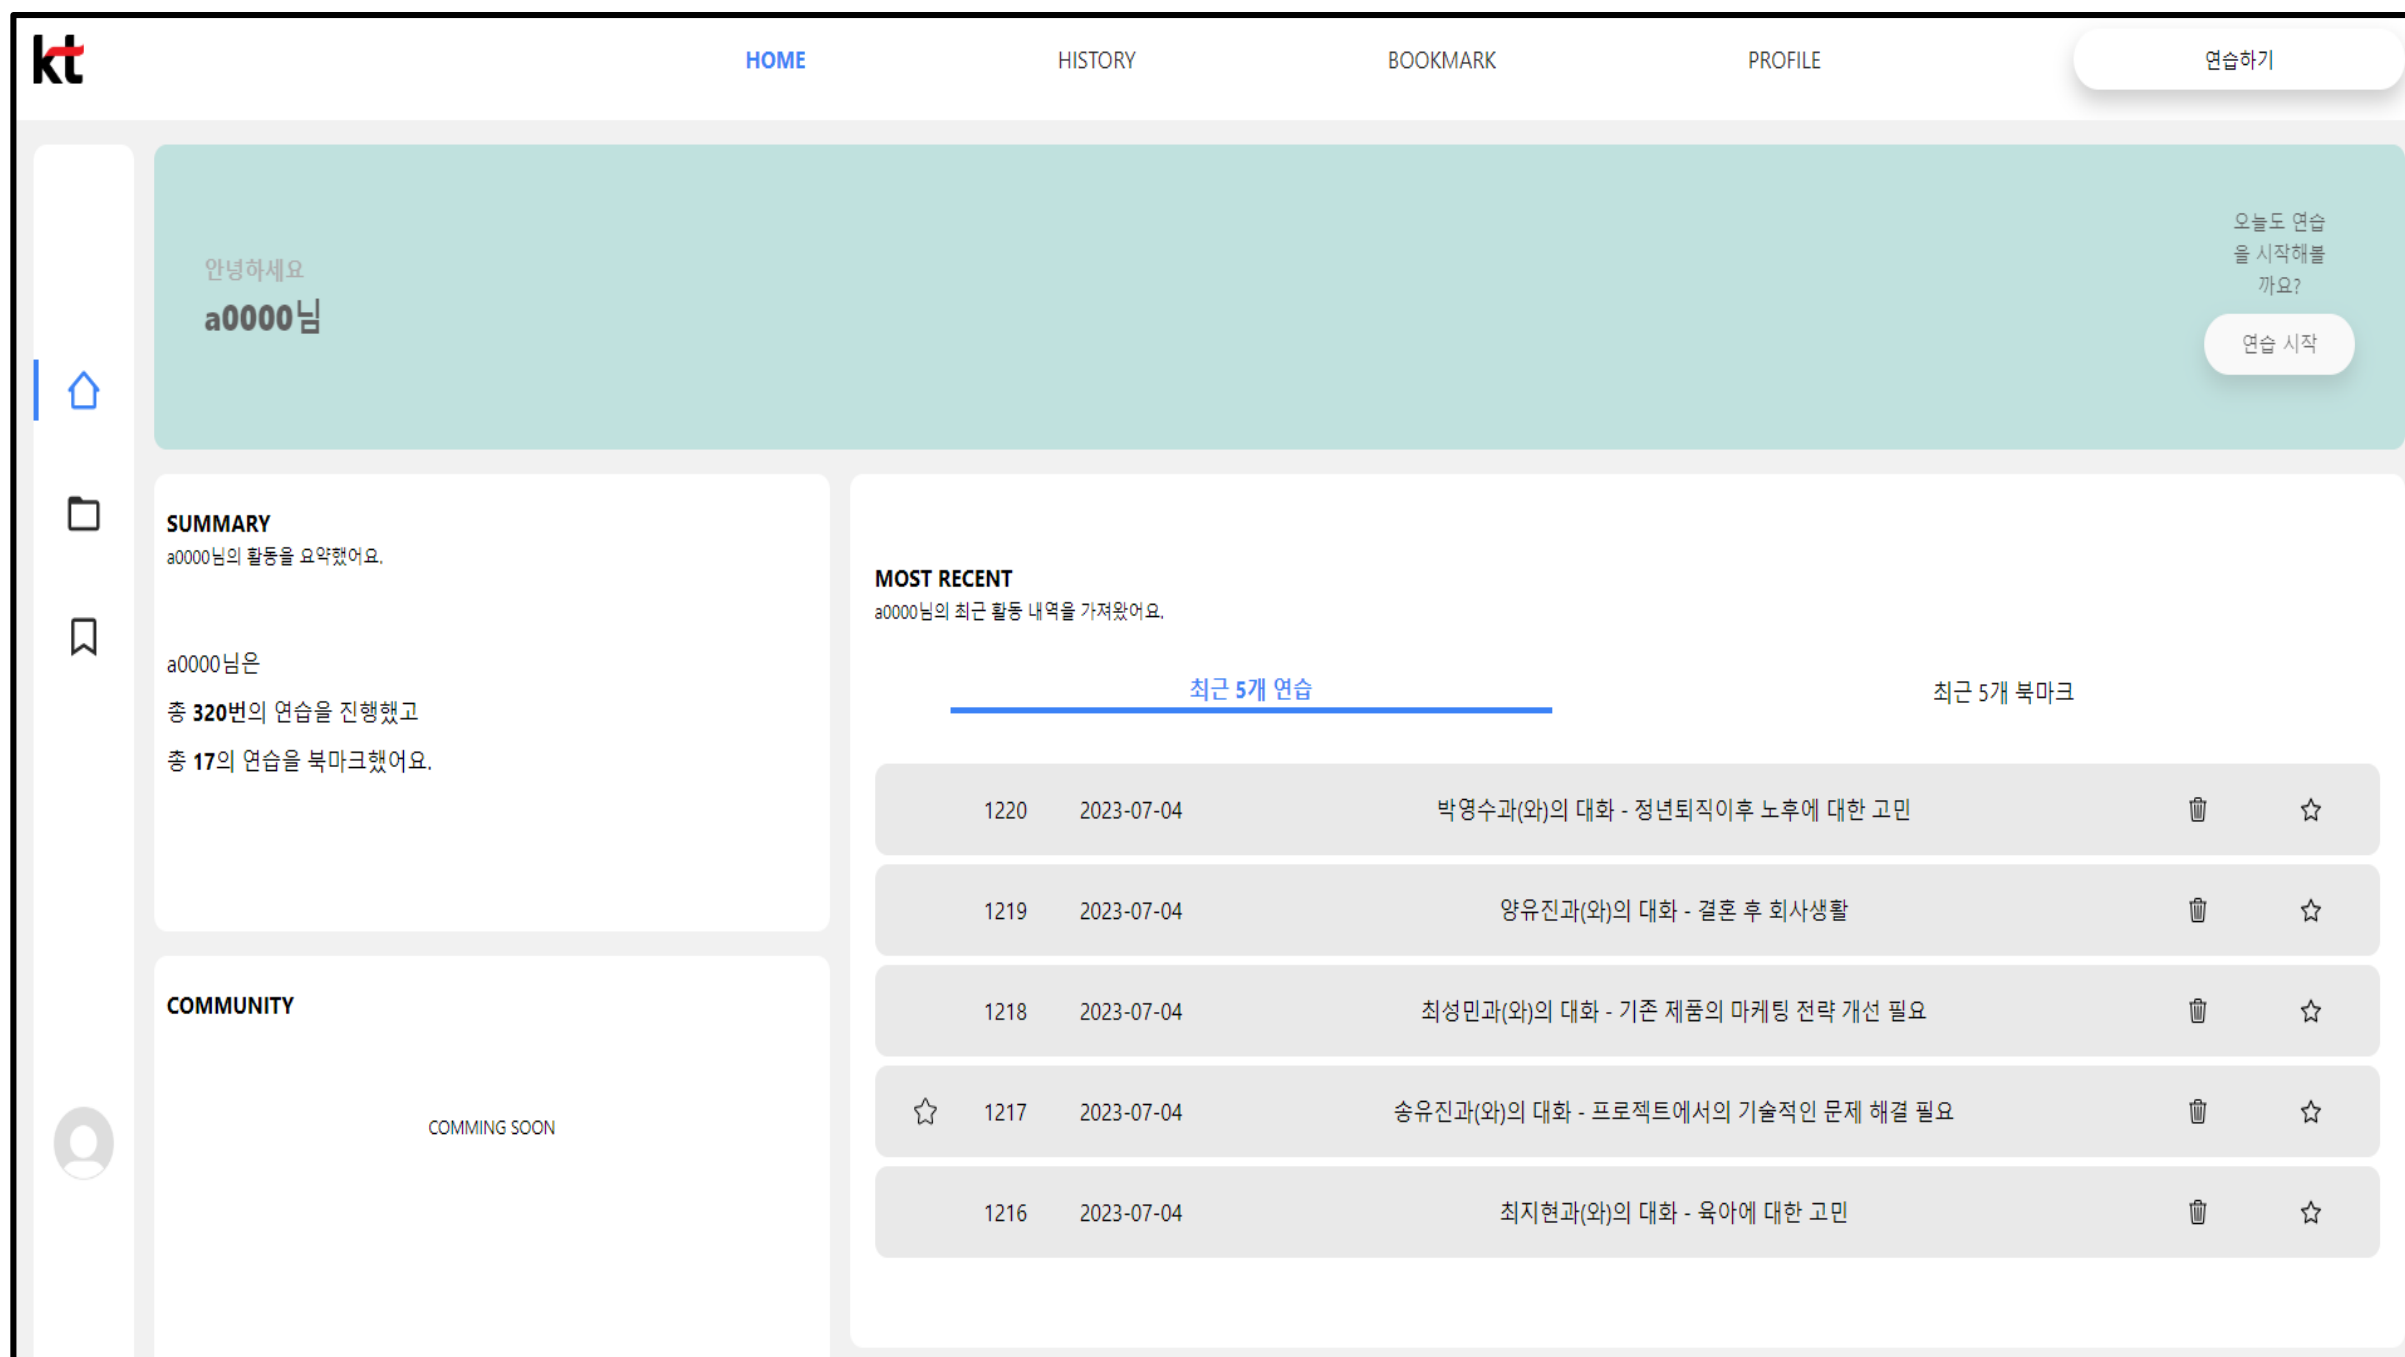 kt
HOME
HISTORY
BOOKMARK
PROFILE
연습하기
안녕하세요
a0000님
오늘도 연습
을 시작해볼
까요?
연습 시작
SUMMARY
a0000님의 활동을 요약했어요.
a0000님은
총 320번의 연습을 진행했고
총 17의 연습을 북마크했어요.
COMMUNITY
COMMING SOON
MOST RECENT
a0000님의 최근 활동 내역을 가져왔어요.
최근 5개 연습
최근 5개 북마크
1220 2023-07-04 박영수과(와)의 대화 - 정년퇴직이후 노후에 대한 고민
1219 2023-07-04 양유진과(와)의 대화 - 결혼 후 회사생활
1218 2023-07-04 최성민과(와)의 대화 - 기존 제품의 마케팅 전략 개선 필요
1217 2023-07-04 송유진과(와)의 대화 - 프로젝트에서의 기술적인 문제 해결 필요
1216 2023-07-04 최지현과(와)의 대화 - 육아에 대한 고민